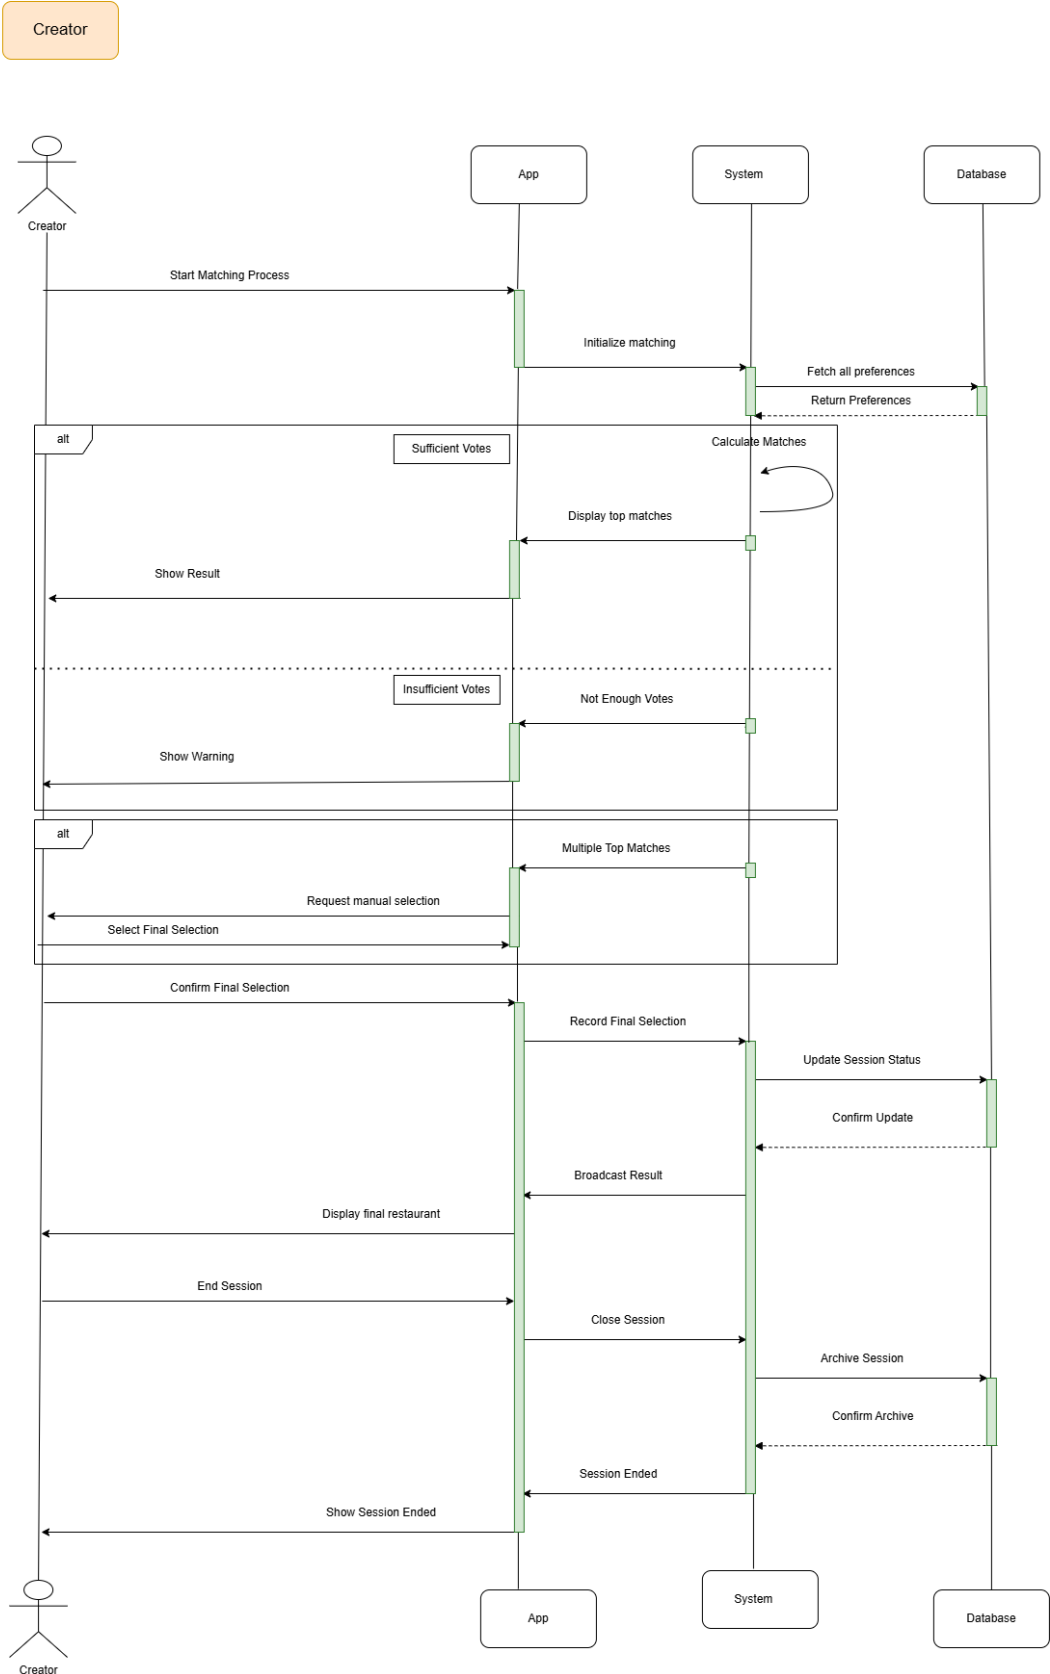 Creator
Creator
App
System
Database
Start Matching Process
Initialize matching
Fetch all preferences
Return Preferences
alt
Sufficient Votes
Calculate Matches
Display top matches
Show Result
Insufficient Votes
Not Enough Votes
Show Warning
alt
Multiple Top Matches
Request manual selection
Select Final Selection
Confirm Final Selection
Record Final Selection
Update Session Status
Confirm Update
Broadcast Result
Display final restaurant
End Session
Close Session
Archive Session
Confirm Archive
Session Ended
Show Session Ended
System
App
Database
Creator